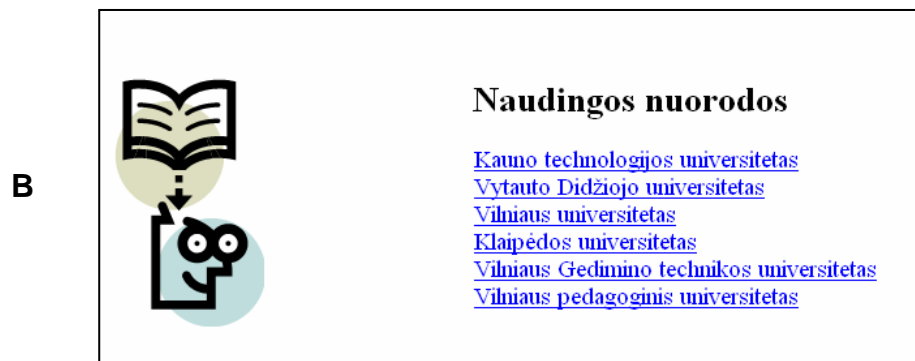 B
Naudingos nuorodos
Kauno technologijos universitetas
Vytauto Didžiojo universitetas
Vilniaus universitetas
Klaipėdos universitetas
Vilniaus Gedimino technikos universitetas
Vilniaus pedagoginis universitetas